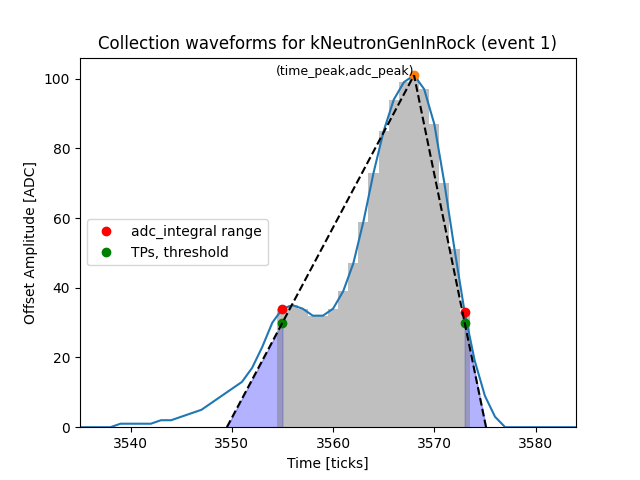 Collection waveforms for kNeutronGenInRock (event 1)
(time_peak,adc_peak)
100
80
60
40
20
0
Offset Amplitude [ADC]
adc_integral range
TPs, threshold
3540 3550 3560 3570 3580
Time [ticks]